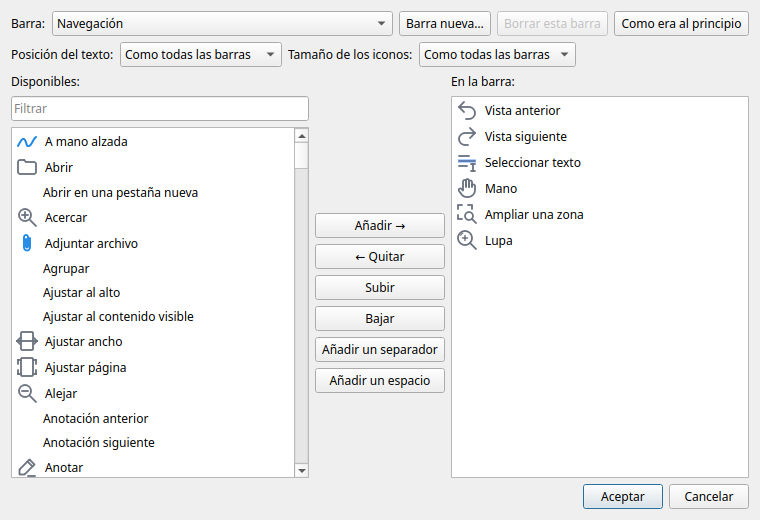 Barra: Navegación Barra nueva... Borrar esta barra Como era al principio
Posición del texto: Como todas las barras Tamaño de los iconos: Como todas las barras
Disponibles:
Filtrar
A mano alzada
Abrir
Abrir en una pestaña nueva
Acercar
Adjuntar archivo
Agrupar
Ajustar al alto
Ajustar al contenido visible
Ajustar ancho
Ajustar página
Alejar
Anotación anterior
Anotación siguiente
Anotar
Añadir →
← Quitar
Subir
Bajar
Añadir un separador
Añadir un espacio
En la barra:
Vista anterior
Vista siguiente
Seleccionar texto
Mano
Ampliar una zona
Lupa
Aceptar Cancelar